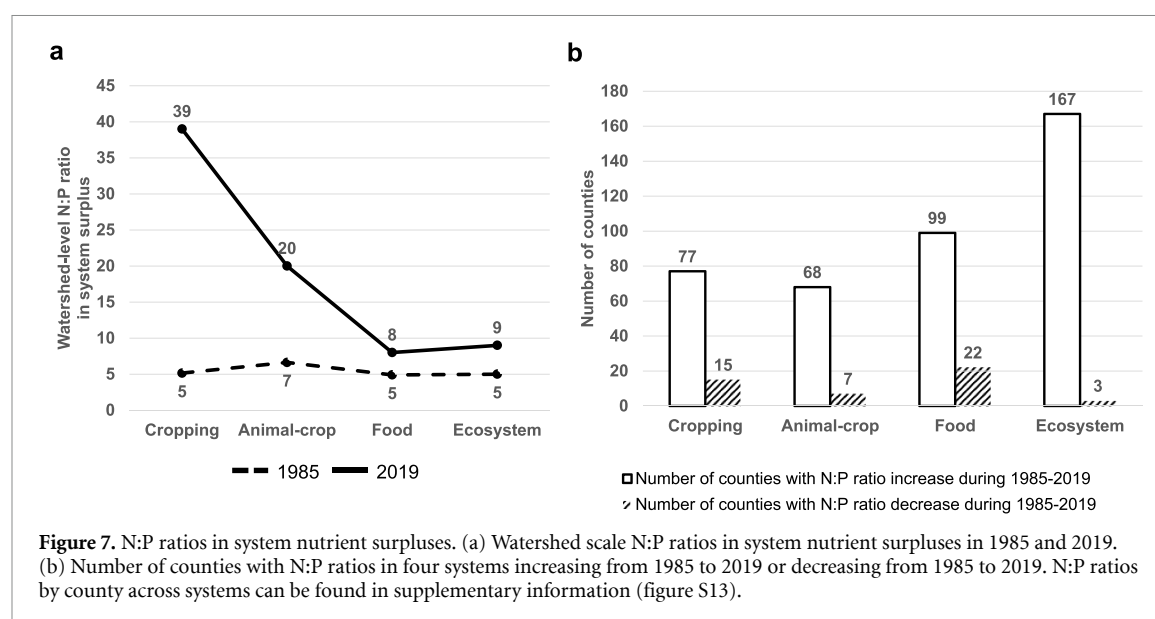 a
Watershed-level N:P ratio
in system surplus
45
40
35
30
25
20
15
10
5
0
39
20
8
9
5
7
5
5
Cropping
Animal-crop
Food
Ecosystem
1985
2019
b
Number of counties
180
160
140
120
100
80
60
40
20
0
77
15
68
7
99
22
167
3
Cropping
Animal-crop
Food
Ecosystem
Number of counties with N:P ratio increase during 1985-2019
Number of counties with N:P ratio decrease during 1985-2019
Figure 7. N:P ratios in system nutrient surpluses. (a) Watershed scale N:P ratios in system nutrient surpluses in 1985 and 2019.
(b) Number of counties with N:P ratios in four systems increasing from 1985 to 2019 or decreasing from 1985 to 2019. N:P ratios
by county across systems can be found in supplementary information (figure S13).